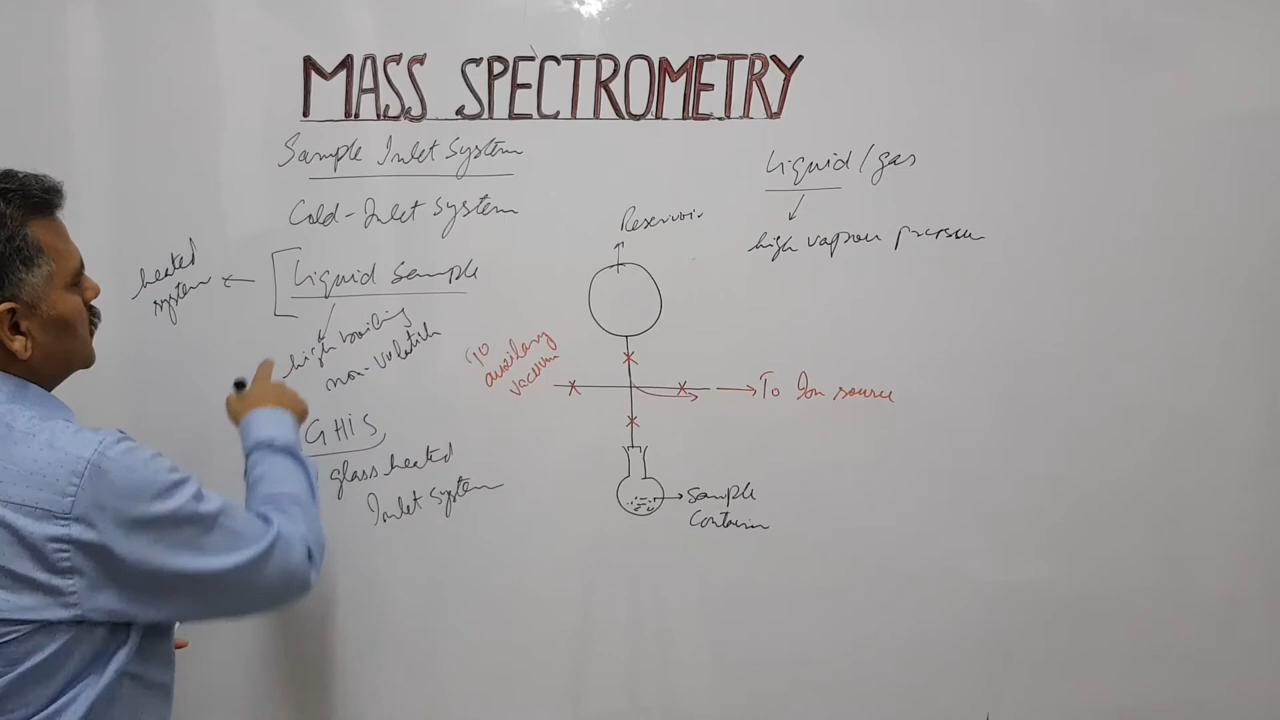 MASS SPECTROMETRY
Sample Inlet System
Cold-Inlet System
Liquid Sample
heated
system
high boiling
non-volatile
GHIS
glass heated
Inlet System
Reservoir
To
auxilary
vacuum
To Ion source
Sample
Container
Liquid/gas
high vapour pressure